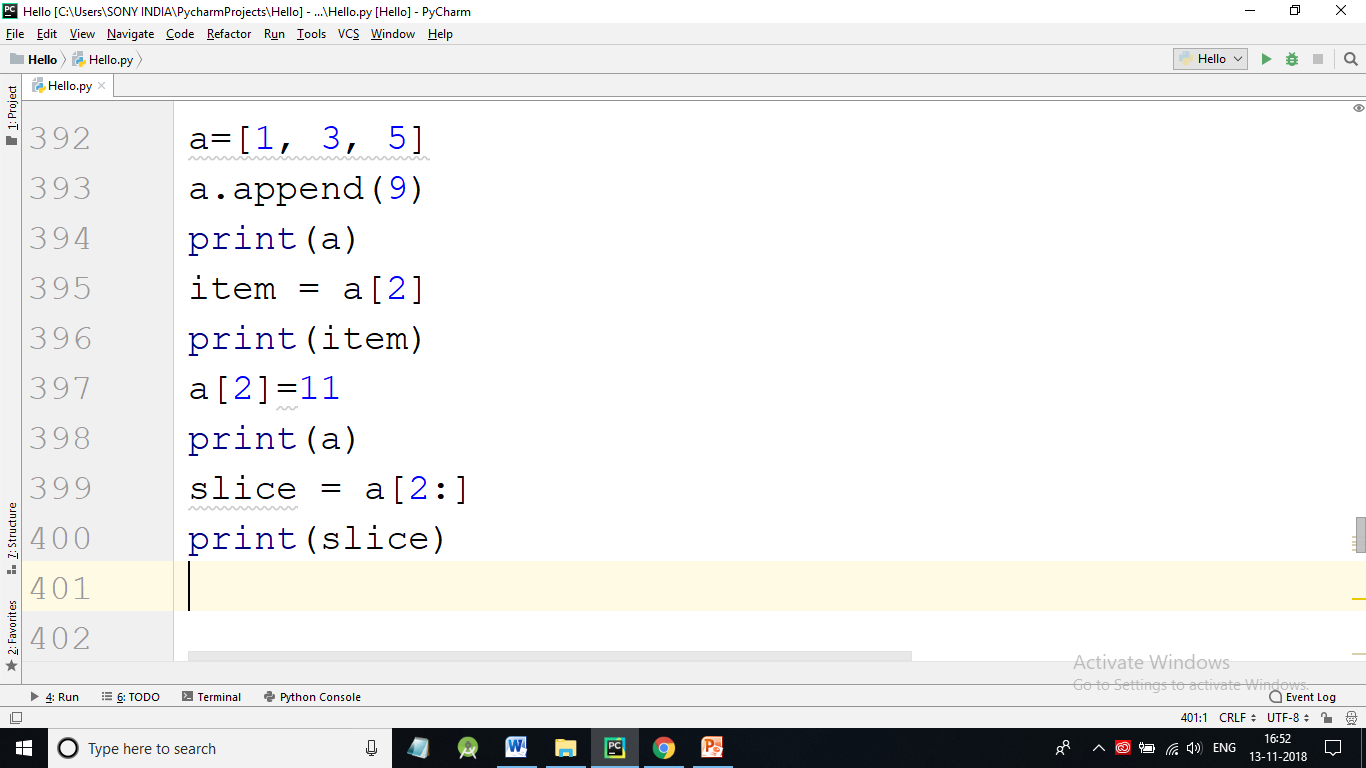 Hello [C:\Users\SONY INDIA\PycharmProjects\Hello] - ...\Hello.py [Hello] - PyCharm
File Edit View Navigate Code Refactor Run Tools VCS Window Help
Hello Hello.py Hello
Hello.py
1: Project
392 a=[1, 3, 5]
393 a.append(9)
394 print(a)
395 item = a[2]
396 print(item)
397 a[2]=11
398 print(a)
399 slice = a[2:]
400 print(slice)
401
402
7: Structure
2: Favorites
Activate Windows
Go to Settings to activate Windows.
4: Run 6: TODO Terminal Python Console Event Log
401:1 CRLF UTF-8
Type here to search ENG 16:52
13-11-2018